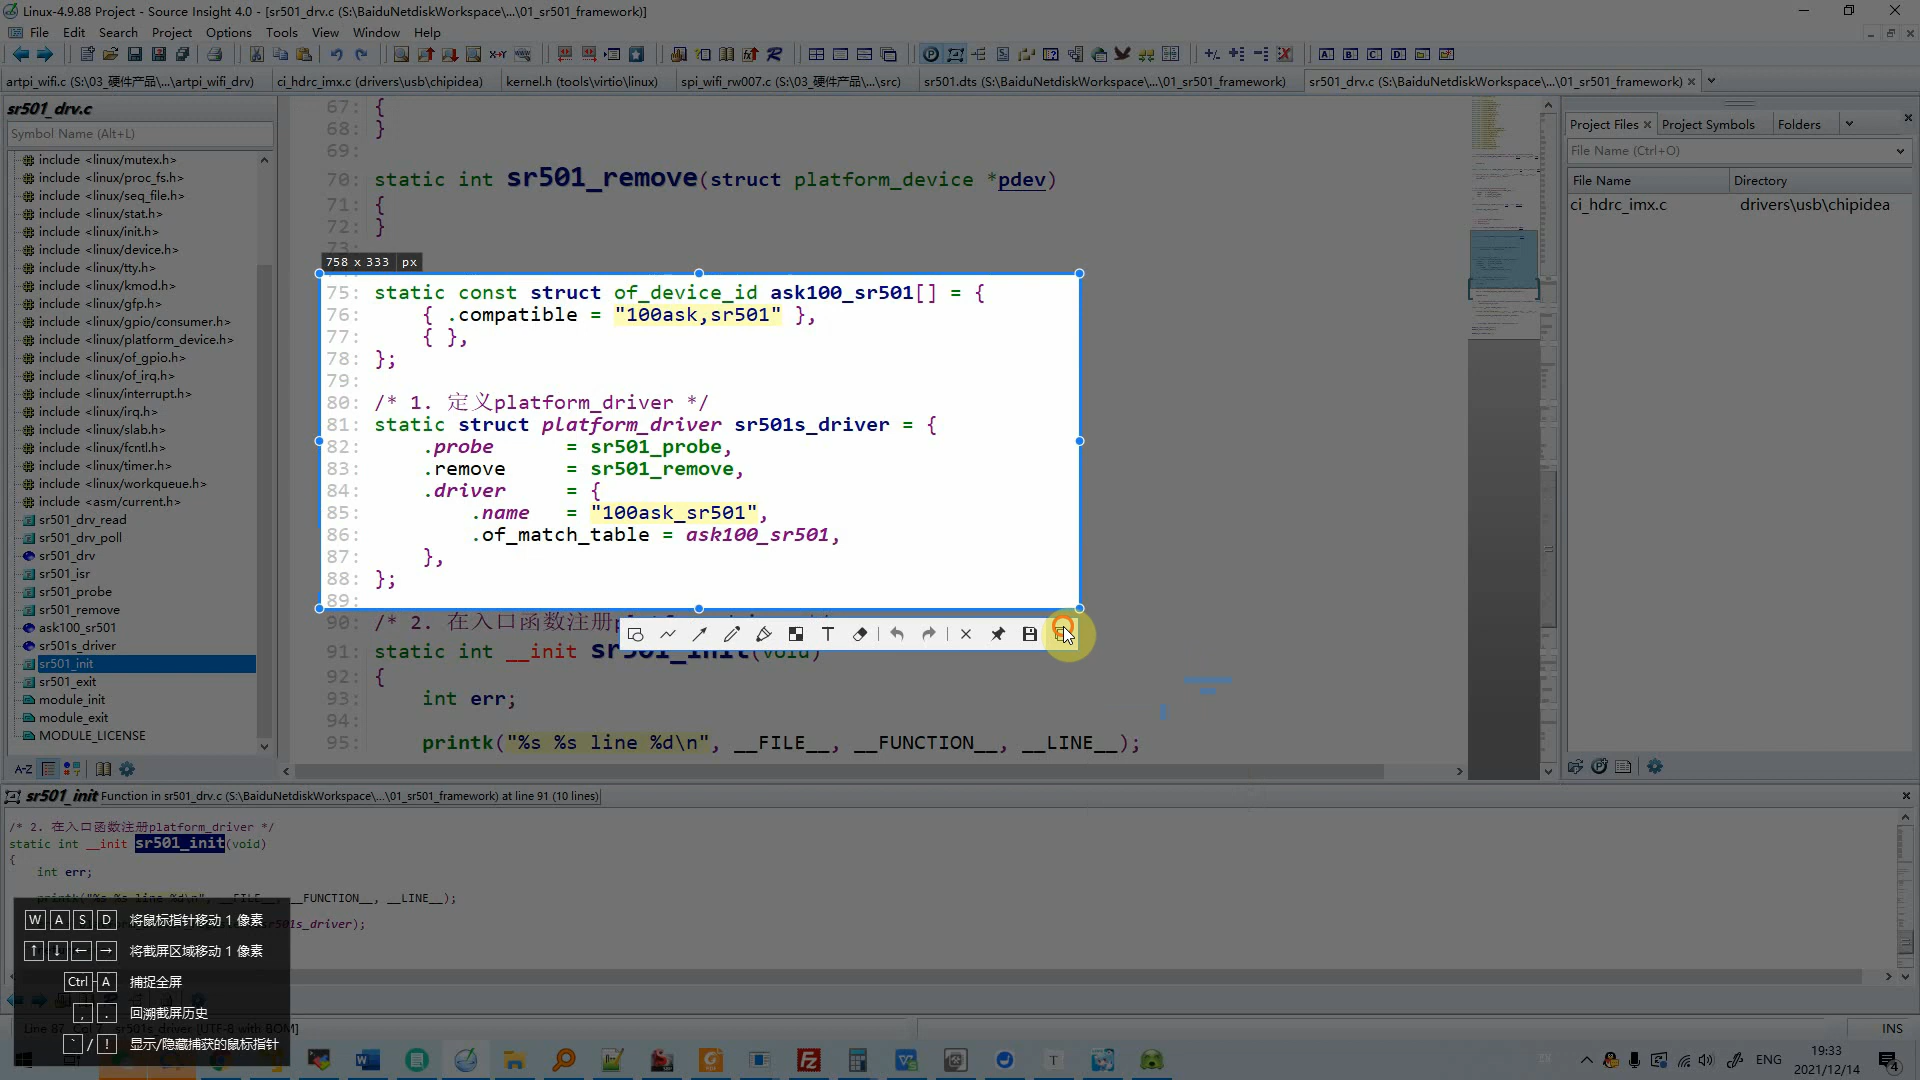 Linux-4.9.88 Project - Source Insight 4.0 - [sr501_drv.c (S:\BaiduNetdiskWorkspace\...\01_sr501_framework)]
File Edit Search Project Options Tools View Window Help
artpi_wifi.c (S:\03_硬件产品\...\artpi_wifi_drv) ci_hdrc_imx.c (drivers\usb\chipidea) kernel.h (tools\virtio\linux) spi_wifi_rw007.c (S:\03_硬件产品\...\src) sr501.dts (S:\BaiduNetdiskWorkspace\...\01_sr501_framework) sr501_drv.c (S:\BaiduNetdiskWorkspace\...\01_sr501_framework)
sr501_drv.c
Symbol Name (Alt+L)
include <linux/mutex.h>
include <linux/proc_fs.h>
include <linux/seq_file.h>
include <linux/stat.h>
include <linux/init.h>
include <linux/device.h>
include <linux/tty.h>
include <linux/kmod.h>
include <linux/gfp.h>
include <linux/gpio/consumer.h>
include <linux/platform_device.h>
include <linux/of_gpio.h>
include <linux/of_irq.h>
include <linux/interrupt.h>
include <linux/irq.h>
include <linux/slab.h>
include <linux/fcntl.h>
include <linux/timer.h>
include <linux/workqueue.h>
include <asm/current.h>
sr501_drv_read
sr501_drv_poll
sr501_drv
sr501_isr
sr501_probe
sr501_remove
ask100_sr501
sr501s_driver
sr501_init
sr501_exit
module_init
module_exit
MODULE_LICENSE
A-Z
67: {
68: }
69:
70: static int sr501_remove(struct platform_device *pdev)
71: {
72: }
73:
758 x 333 px
75: static const struct of_device_id ask100_sr501[] = {
76: { .compatible = "100ask,sr501" },
77: { },
78: };
79:
80: /* 1. 定义platform_driver */
81: static struct platform_driver sr501s_driver = {
82: .probe = sr501_probe,
83: .remove = sr501_remove,
84: .driver = {
85: .name = "100ask_sr501",
86: .of_match_table = ask100_sr501,
87: },
88: };
89:
90: /* 2. 在入口函数注册
91: static int __init sr501_init(void)
92: {
93: int err;
94:
95: printk("%s %s line %d\n", __FILE__, __FUNCTION__, __LINE__);
Project Files Project Symbols Folders
File Name (Ctrl+O)
File Name Directory
ci_hdrc_imx.c drivers\usb\chipidea
sr501_init Function in sr501_drv.c (S:\BaiduNetdiskWorkspace\...\01_sr501_framework) at line 91 (10 lines)
/* 2. 在入口函数注册platform_driver */
static int __init sr501_init(void)
{
int err;
printk("%s %s line %d\n", __FILE__, __FUNCTION__, __LINE__);
sr501s_driver);
W A S D 将鼠标指针移动 1 像素
↑ ↓ ← → 将截屏区域移动 1 像素
Ctrl A 捕捉全屏
, . 回溯截屏历史
` / ! 显示/隐藏捕获的鼠标指针
Line 87 Col 7 sr501s_driver [UTF-8 with BOM]
INS
ENG
19:33
2021/12/14
4